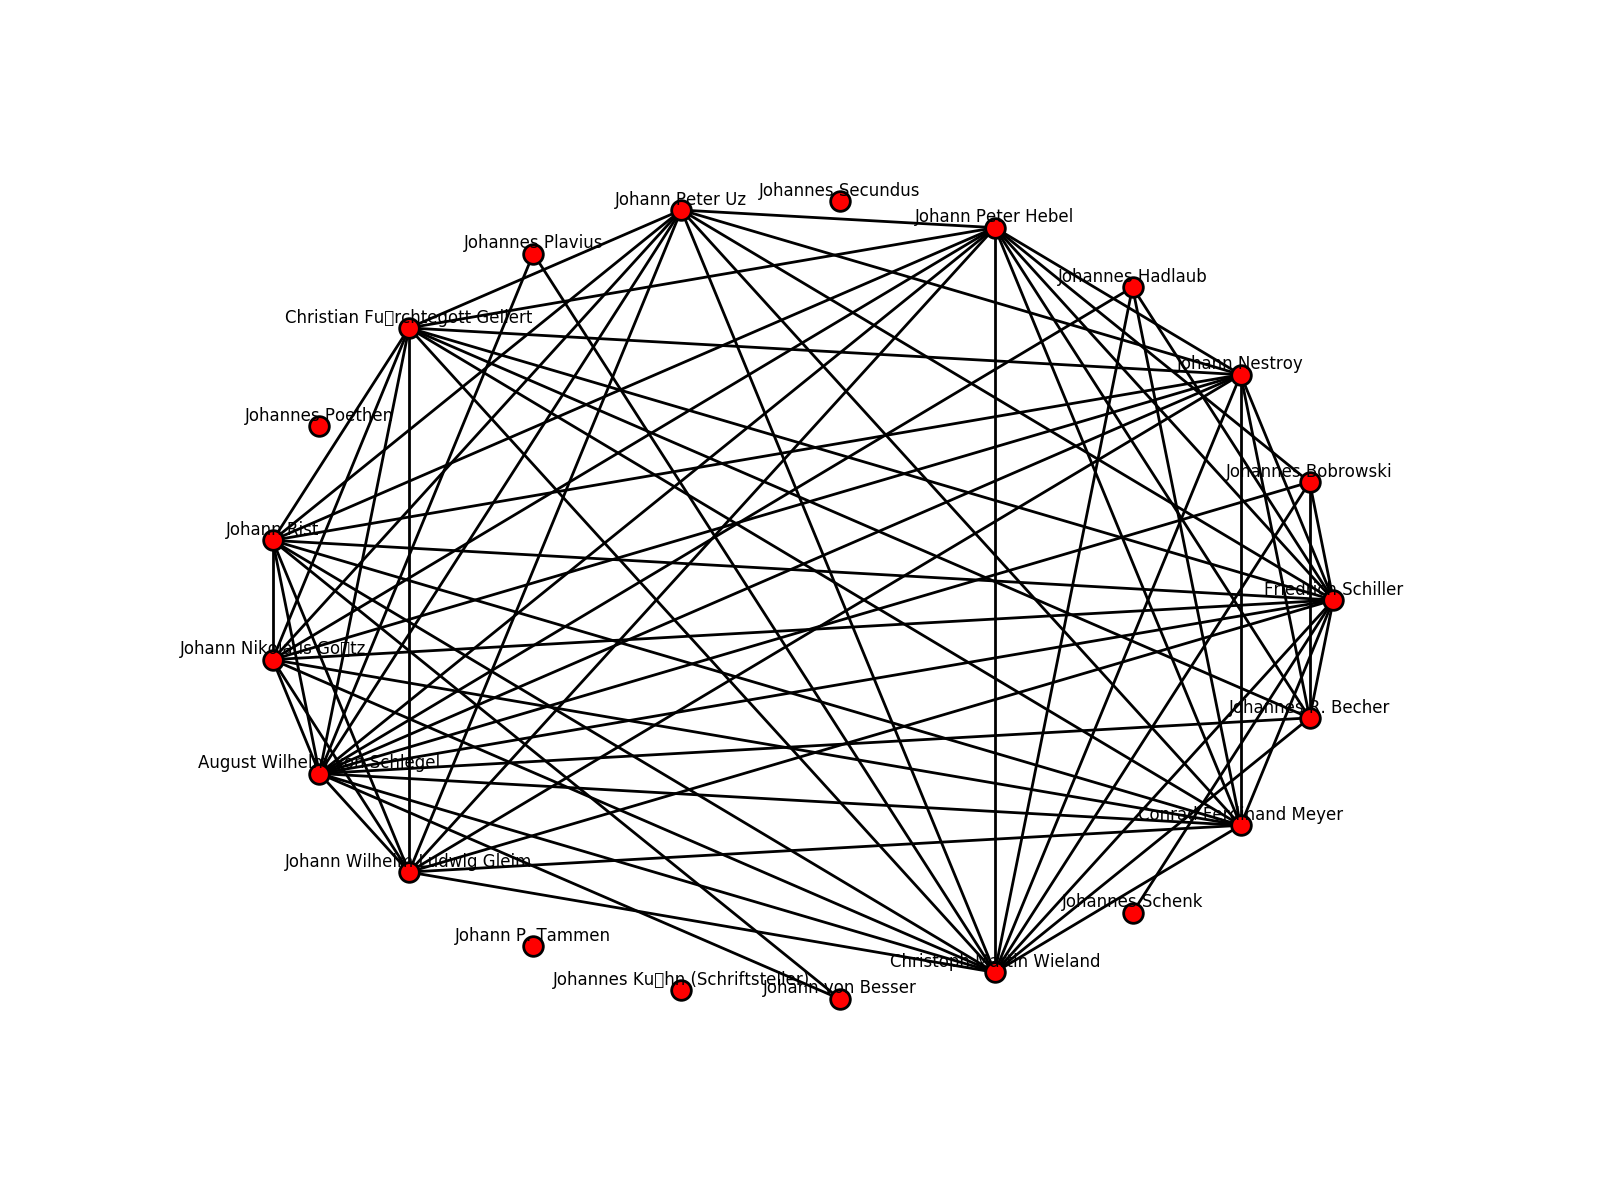 Johannes Secundus
Johann Peter Uz
Johann Peter Hebel
Johannes Plavius
Johannes Hadlaub
Christian Fu▯rchtegott Gellert
Johann Nestroy
Johannes Poethen
Johannes Bobrowski
Johann Rist
Friedrich Schiller
Johann Nikolaus Go▯tz
Johannes R. Becher
August Wilhelm von Schlegel
Conrad Ferdinand Meyer
Johann Wilhelm Ludwig Gleim
Johannes Schenk
Johann P. Tammen
Christoph Martin Wieland
Johannes Ku▯hn (Schriftsteller)
Johann von Besser